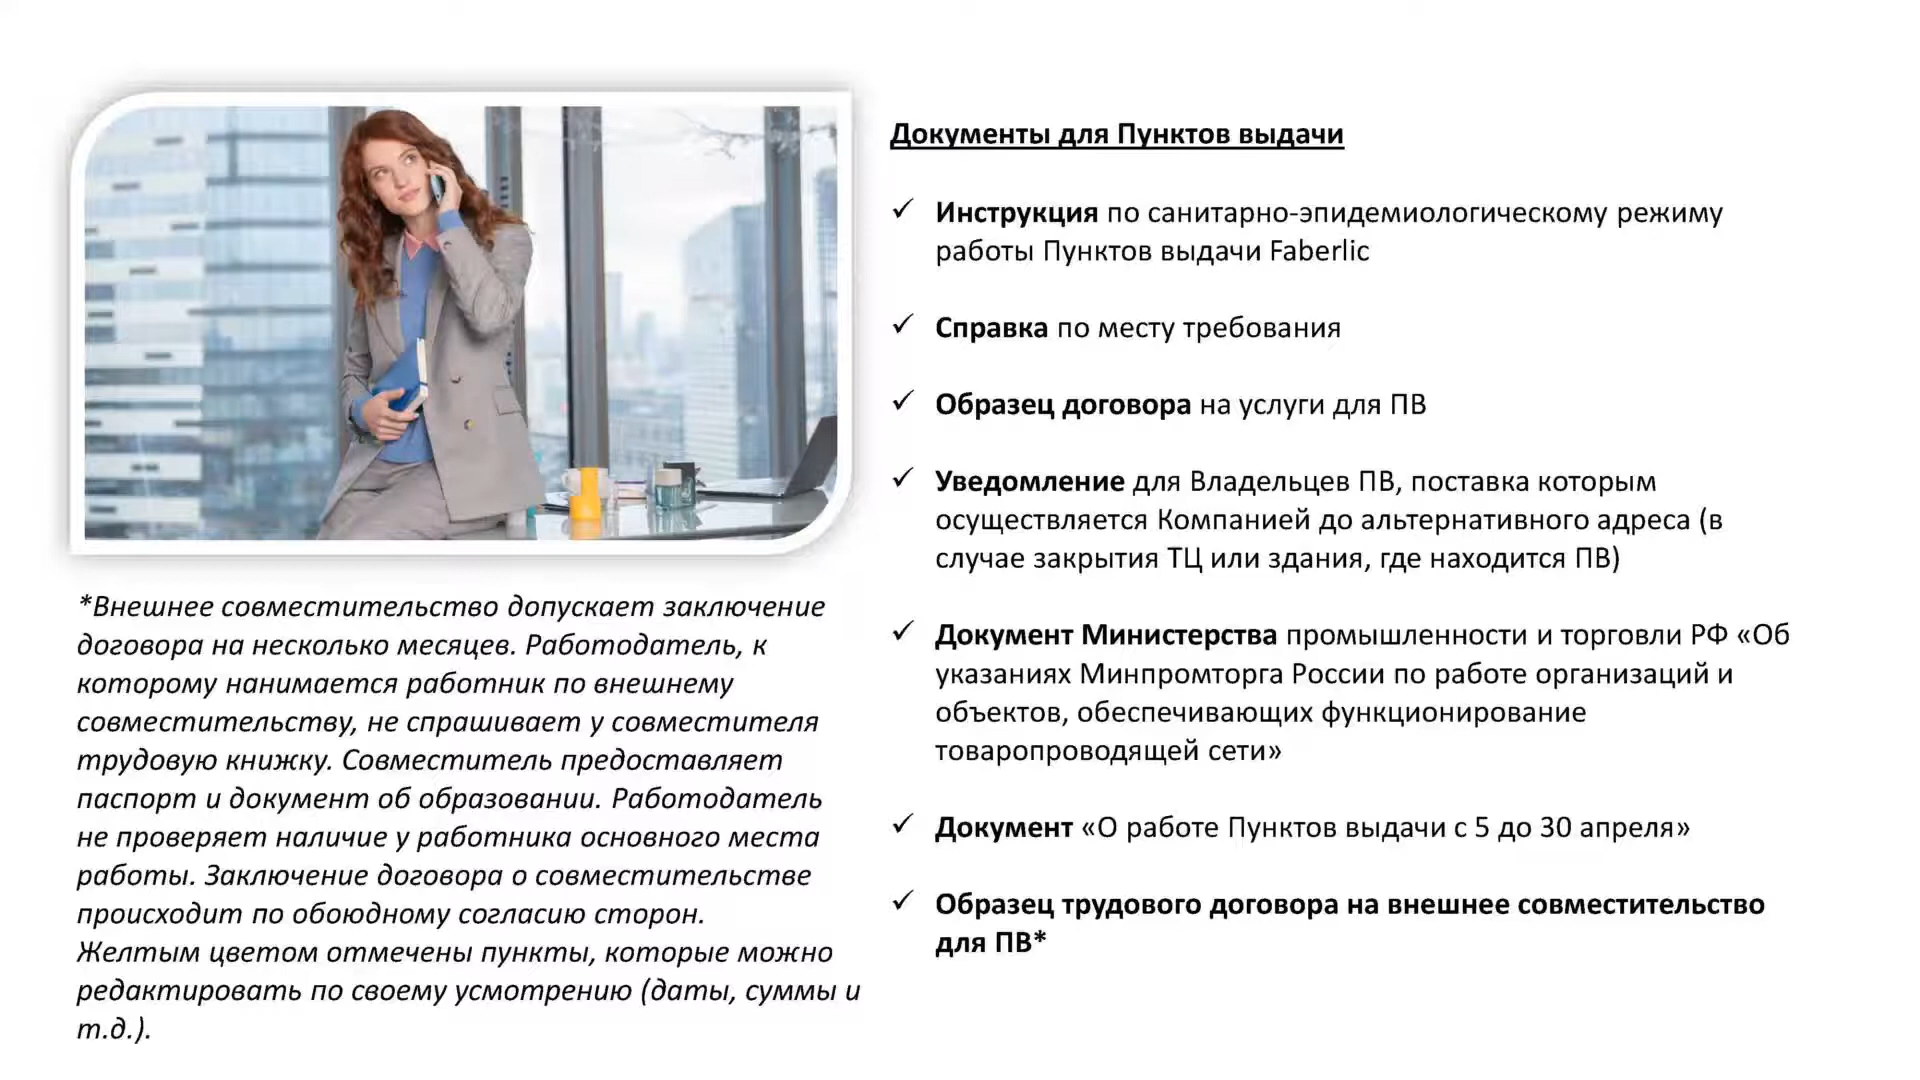 Документы для Пунктов выдачи
✓ Инструкция по санитарно-эпидемиологическому режиму
работы Пунктов выдачи Faberlic
✓ Справка по месту требования
✓ Образец договора на услуги для ПВ
✓ Уведомление для Владельцев ПВ, поставка которым
осуществляется Компанией до альтернативного адреса (в
случае закрытия ТЦ или здания, где находится ПВ)
✓ Документ Министерства промышленности и торговли РФ «Об
указаниях Минпромторга России по работе организаций и
объектов, обеспечивающих функционирование
товаропроводящей сети»
✓ Документ «О работе Пунктов выдачи с 5 до 30 апреля»
✓ Образец трудового договора на внешнее совместительство
для ПВ*
*Внешнее совместительство допускает заключение
договора на несколько месяцев. Работодатель, к
которому нанимается работник по внешнему
совместительству, не спрашивает у совместителя
трудовую книжку. Совместитель предоставляет
паспорт и документ об образовании. Работодатель
не проверяет наличие у работника основного места
работы. Заключение договора о совместительстве
происходит по обоюдному согласию сторон.
Желтым цветом отмечены пункты, которые можно
редактировать по своему усмотрению (даты, суммы и
т.д.).